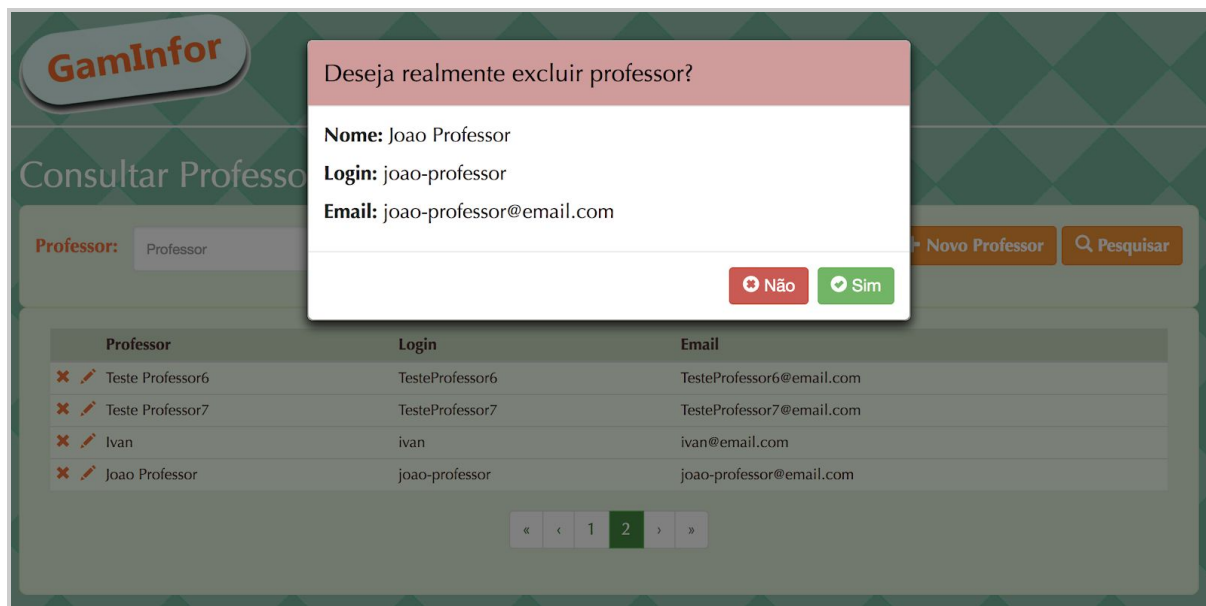 GamInfor
Deseja realmente excluir professor?
Nome: Joao Professor
Login: joao-professor
Email: joao-professor@email.com
Não Sim
Consultar Professo
Professor: Professor Novo Professor Pesquisar
Professor Login Email
Teste Professor6 TesteProfessor6 TesteProfessor6@email.com
Teste Professor7 TesteProfessor7 TesteProfessor7@email.com
Ivan ivan ivan@email.com
Joao Professor joao-professor joao-professor@email.com
« ‹ 1 2 › »